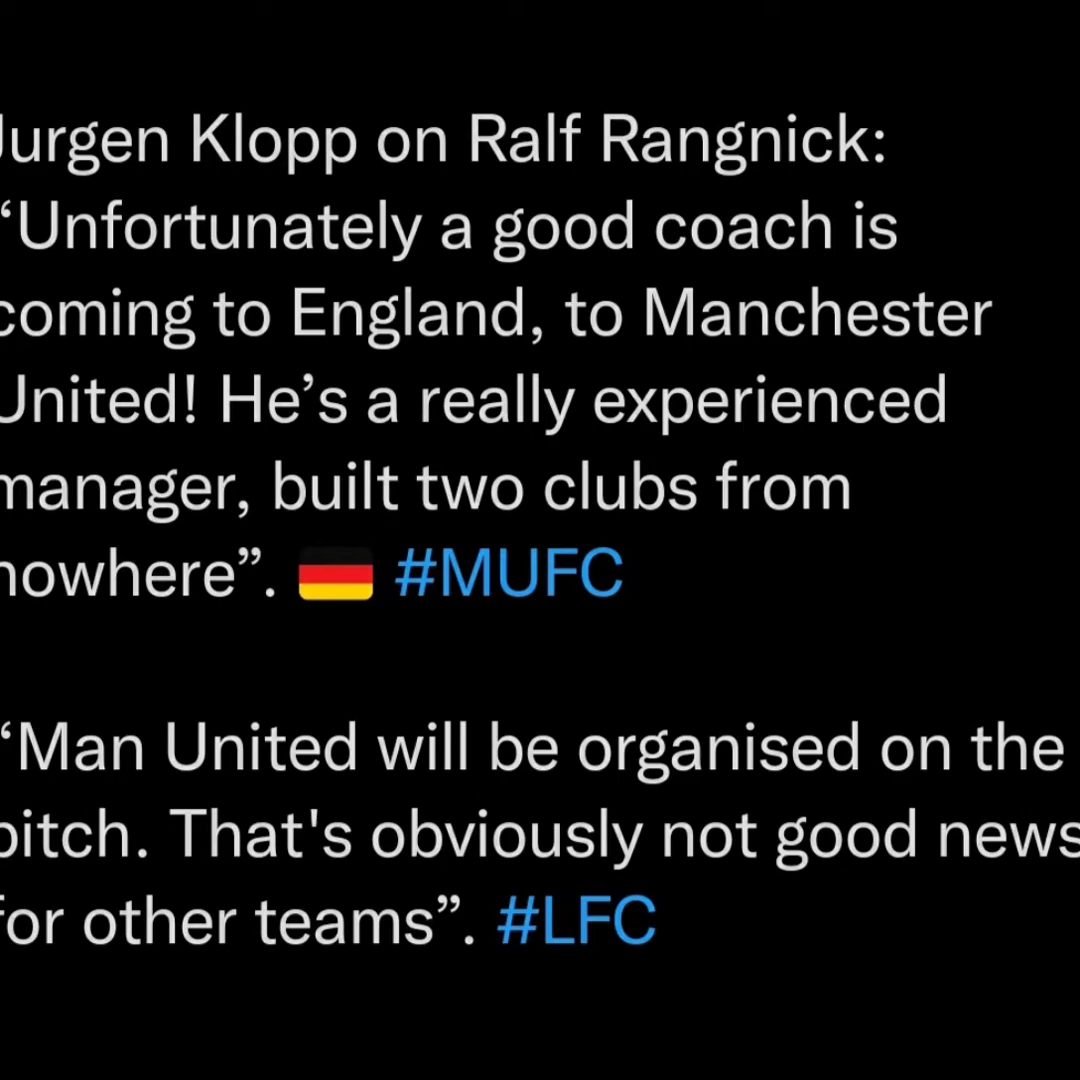 Jurgen Klopp on Ralf Rangnick:
“Unfortunately a good coach is
coming to England, to Manchester
United! He’s a really experienced
manager, built two clubs from
nowhere”. 🇩🇪 #MUFC
“Man United will be organised on the
pitch. That's obviously not good news
for other teams”. #LFC